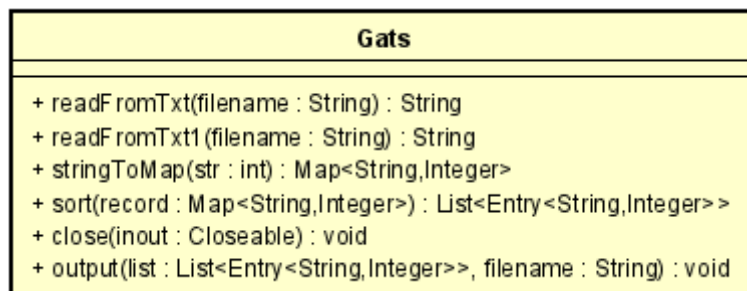 Gats
+ readFromTxt(filename : String) : String
+ readFromTxt1(filename : String) : String
+ stringToMap(str : int) : Map<String,Integer>
+ sort(record : Map<String,Integer>) : List<Entry<String,Integer>>
+ close(inout : Closeable) : void
+ output(list : List<Entry<String,Integer>>, filename : String) : void